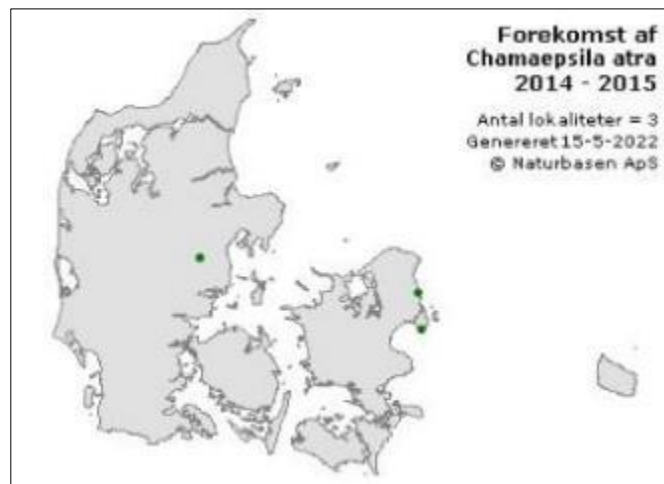 Forekomst af
Chamaepsila atra
2014 - 2015
Antal lokaliteter = 3
Genereret 15-5-2022
© Naturbasen ApS